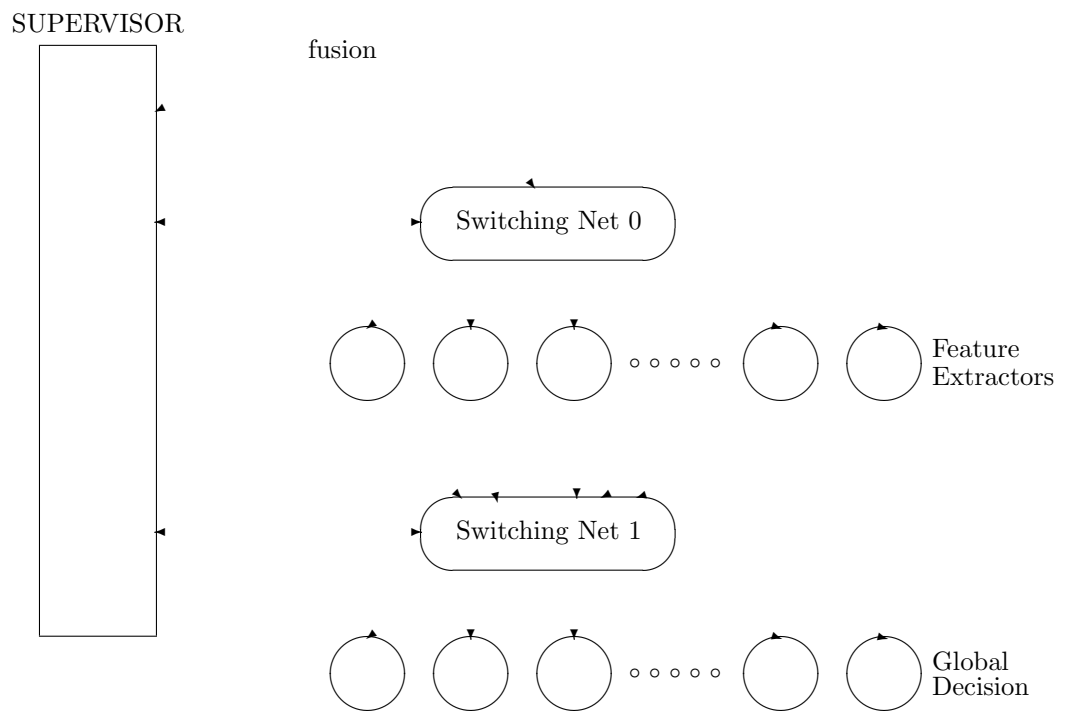 SUPERVISOR
fusion
Switching Net 0
Feature
Extractors
Switching Net 1
Global
Decision